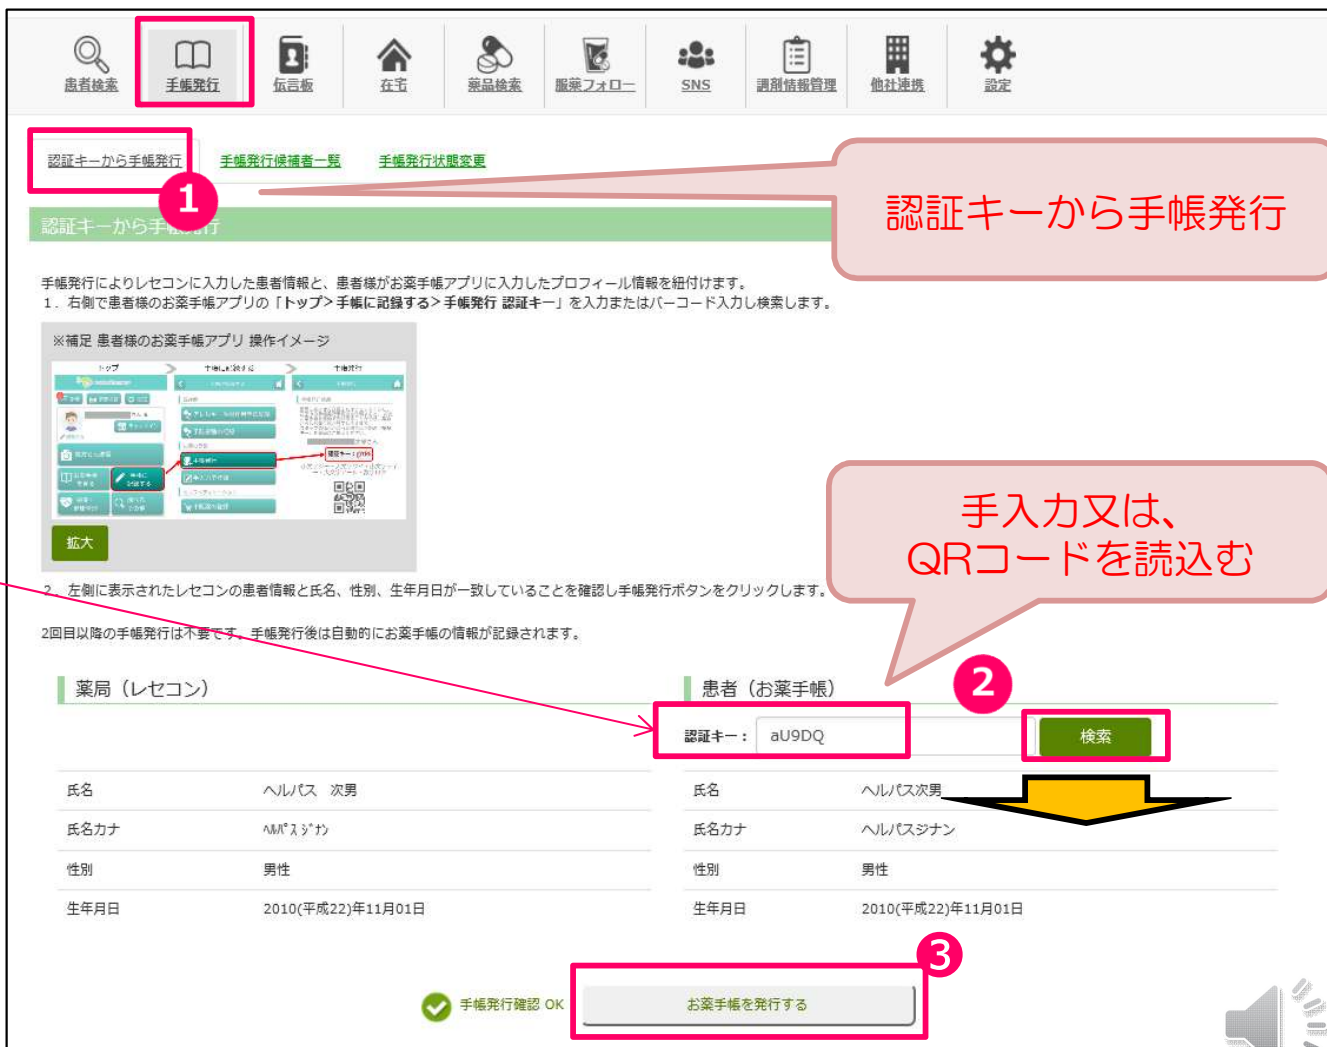 患者検索 手帳発行 伝言板 在宅 薬品検索 服薬フォロー SNS 調剤情報管理 他社連携 設定
認証キーから手帳発行 手帳発行候補者一覧 手帳発行状態変更
1
認証キーから手帳発行
認証キーから手帳発行
手帳発行によりレセコンに入力した患者情報と、患者様がお薬手帳アプリに入力したプロフィール情報を紐付けます。
1. 右側で患者様のお薬手帳アプリの「トップ>手帳に記録する>手帳発行 認証キー」を入力またはバーコード入力し検索します。
※補足 患者様のお薬手帳アプリ 操作イメージ
トップ 手帳に記録する 手帳発行
拡大
手入力又は、
QRコードを読込む
2. 左側に表示されたレセコンの患者情報と氏名、性別、生年月日が一致していることを確認し手帳発行ボタンをクリックします。
2回目以降の手帳発行は不要です。手帳発行後は自動的にお薬手帳の情報が記録されます。
薬局（レセコン） 患者（お薬手帳）
2
認証キー： aU9DQ 検索
氏名 ヘルパス 次男 氏名 ヘルパス次男
氏名カナ ﾍﾙﾊﾟｽ ｼﾞﾅﾝ 氏名カナ ヘルパスジナン
性別 男性 性別 男性
生年月日 2010(平成22)年11月01日 生年月日 2010(平成22)年11月01日
3
手帳発行確認 OK お薬手帳を発行する